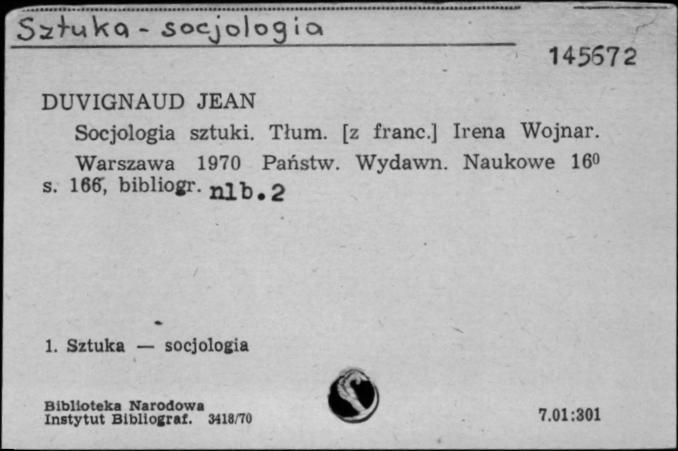 Sztuka - socjologia
145672
DUVIGNAUD JEAN
Socjologia sztuki. Tłum. [z franc.] Irena Wojnar.
Warszawa 1970 Państw. Wydawn. Naukowe 16⁰
s. 166, bibliogr. nlb.2
1. Sztuka — socjologia
Biblioteka Narodowa
Instytut Bibliograf. 3418/70
7.01:301